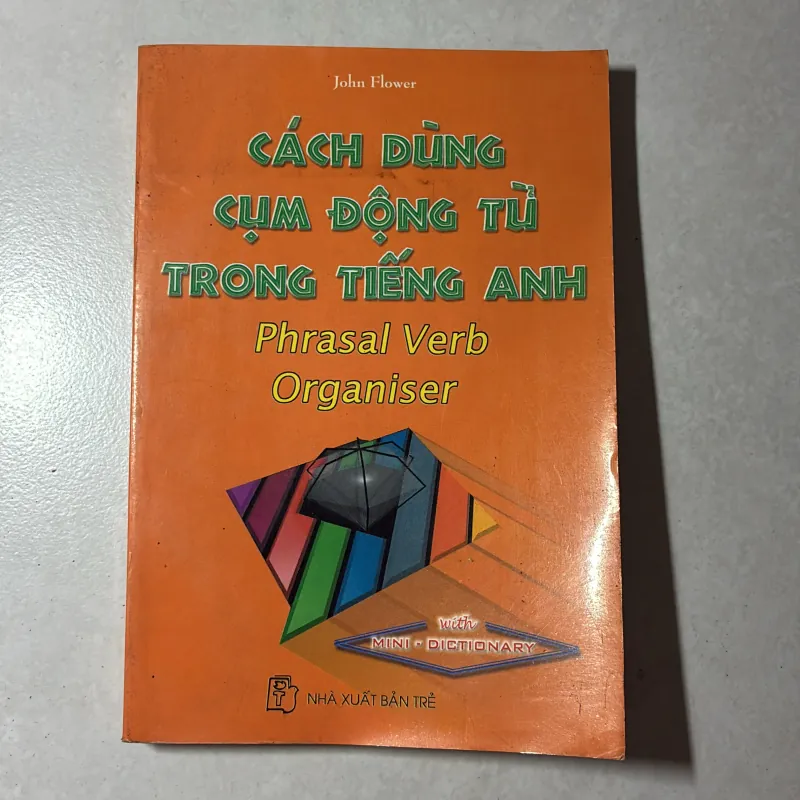 John Flower
CÁCH DÙNG
CỤM ĐỘNG TỪ
TRONG TIẾNG ANH
Phrasal Verb
Organiser
with
MINI - DICTIONARY
T
NHÀ XUẤT BẢN TRẺ